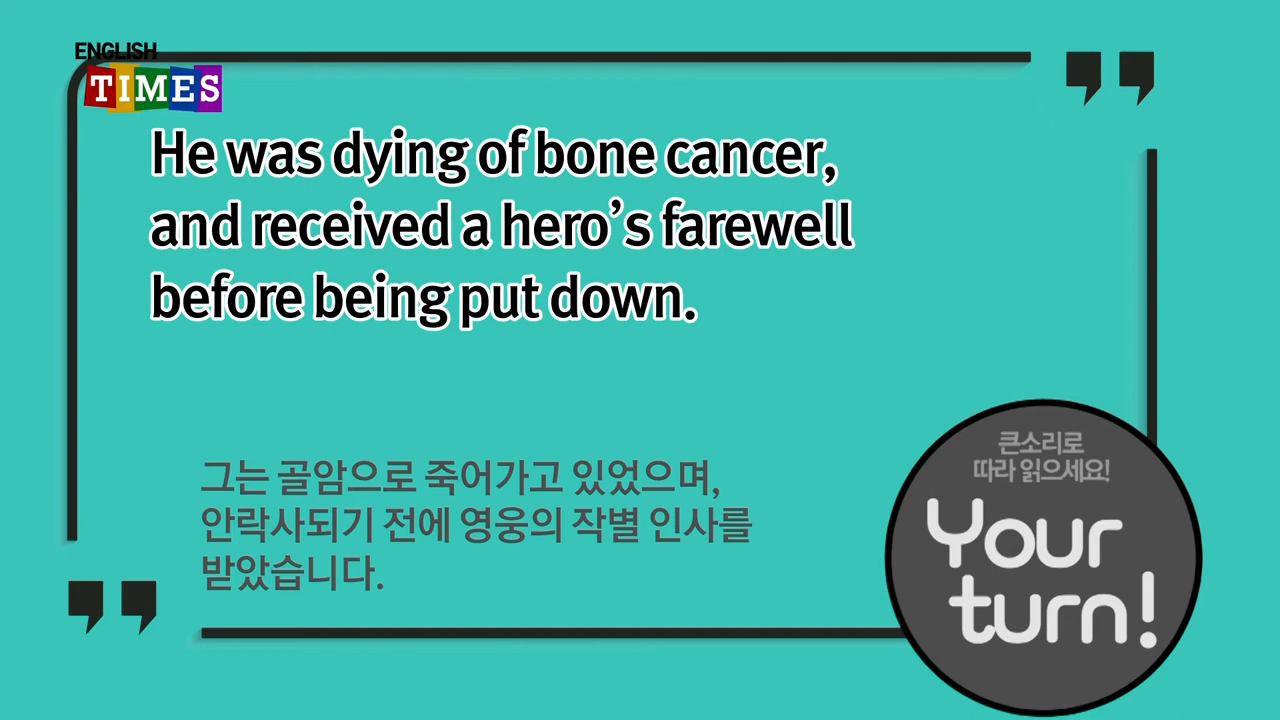 ENGLISH
TIMES
He was dying of bone cancer,
and received a hero’s farewell
before being put down.
그는 골암으로 죽어가고 있었으며,
안락사되기 전에 영웅의 작별 인사를
받았습니다.
큰소리로
따라 읽으세요!
Your
turn!